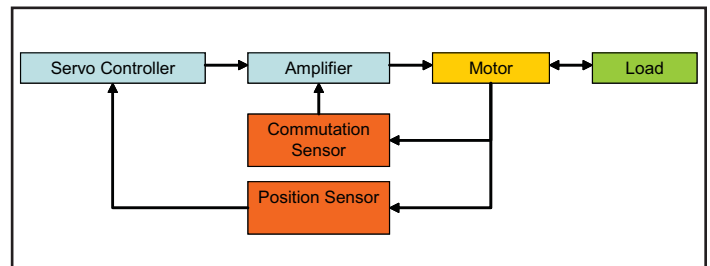 Servo Controller
Amplifier
Motor
Load
Commutation
Sensor
Position Sensor